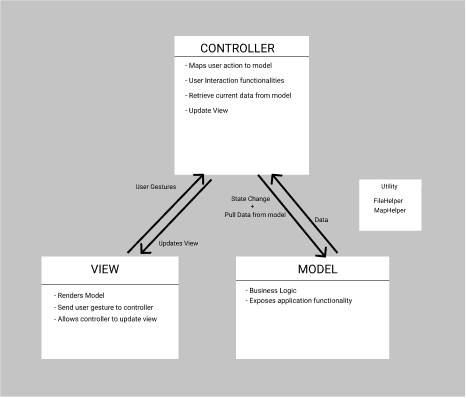 CONTROLLER
- Maps user action to model
- User Interaction functionalities
- Retrieve current data from model
- Update View
User Gestures
Updates View
State Change
+
Pull Data from model
Data
Utility
FileHelper
MapHelper
VIEW
- Renders Model
- Send user gesture to controller
- Allows controller to update view
MODEL
- Business Logic
- Exposes application functionality